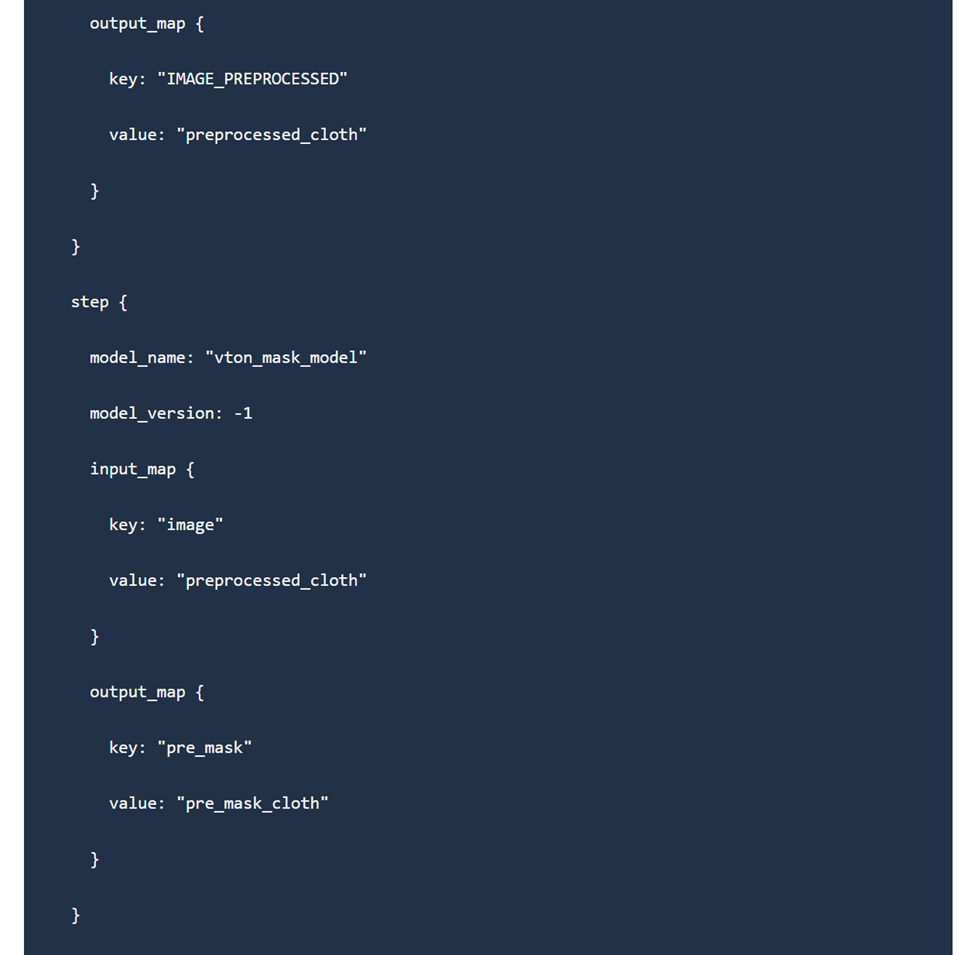 output_map {
key: "IMAGE_PREPROCESSED"
value: "preprocessed_cloth"
}
}
step {
model_name: "vton_mask_model"
model_version: -1
input_map {
key: "image"
value: "preprocessed_cloth"
}
output_map {
key: "pre_mask"
value: "pre_mask_cloth"
}
}